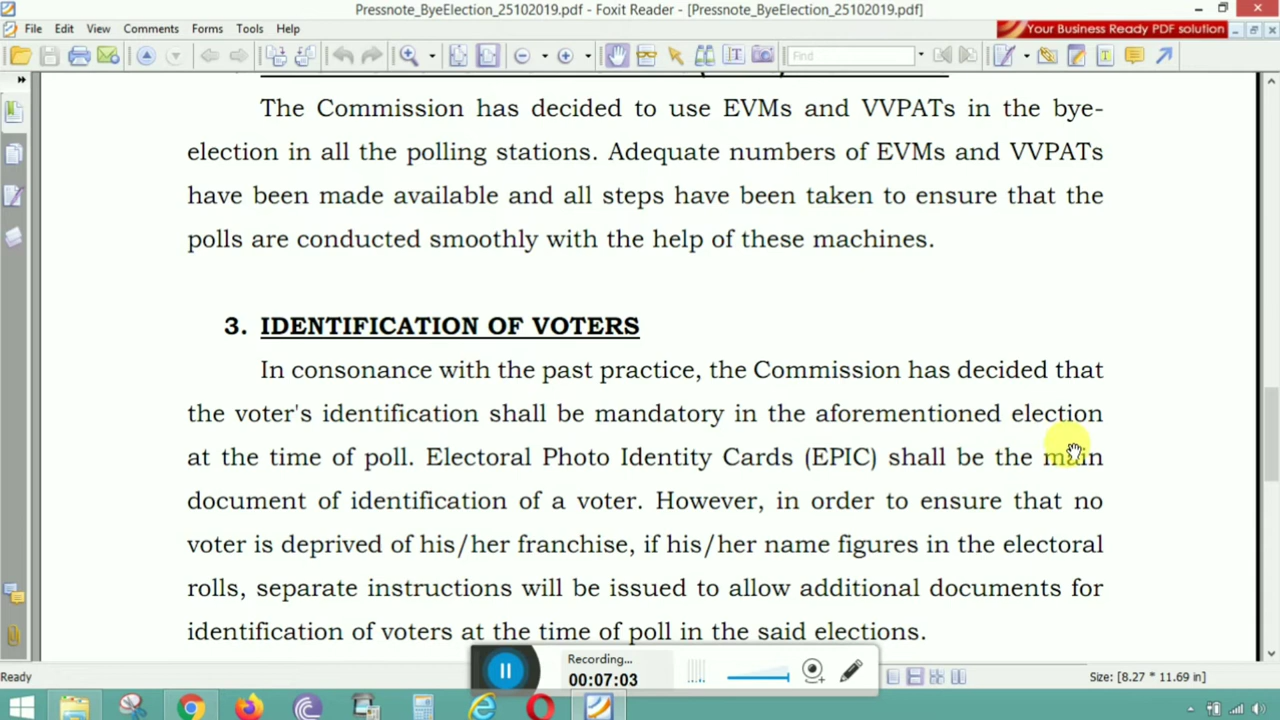 Pressnote_ByeElection_25102019.pdf - Foxit Reader - [Pressnote_ByeElection_25102019.pdf]
File Edit View Comments Forms Tools Help
Your Business Ready PDF solution
Find
The Commission has decided to use EVMs and VVPATs in the bye-
election in all the polling stations. Adequate numbers of EVMs and VVPATs
have been made available and all steps have been taken to ensure that the
polls are conducted smoothly with the help of these machines.
3. IDENTIFICATION OF VOTERS
In consonance with the past practice, the Commission has decided that
the voter's identification shall be mandatory in the aforementioned election
at the time of poll. Electoral Photo Identity Cards (EPIC) shall be the main
document of identification of a voter. However, in order to ensure that no
voter is deprived of his/her franchise, if his/her name figures in the electoral
rolls, separate instructions will be issued to allow additional documents for
identification of voters at the time of poll in the said elections.
Recording...
00:07:03
Ready
Size: [8.27 * 11.69 in]